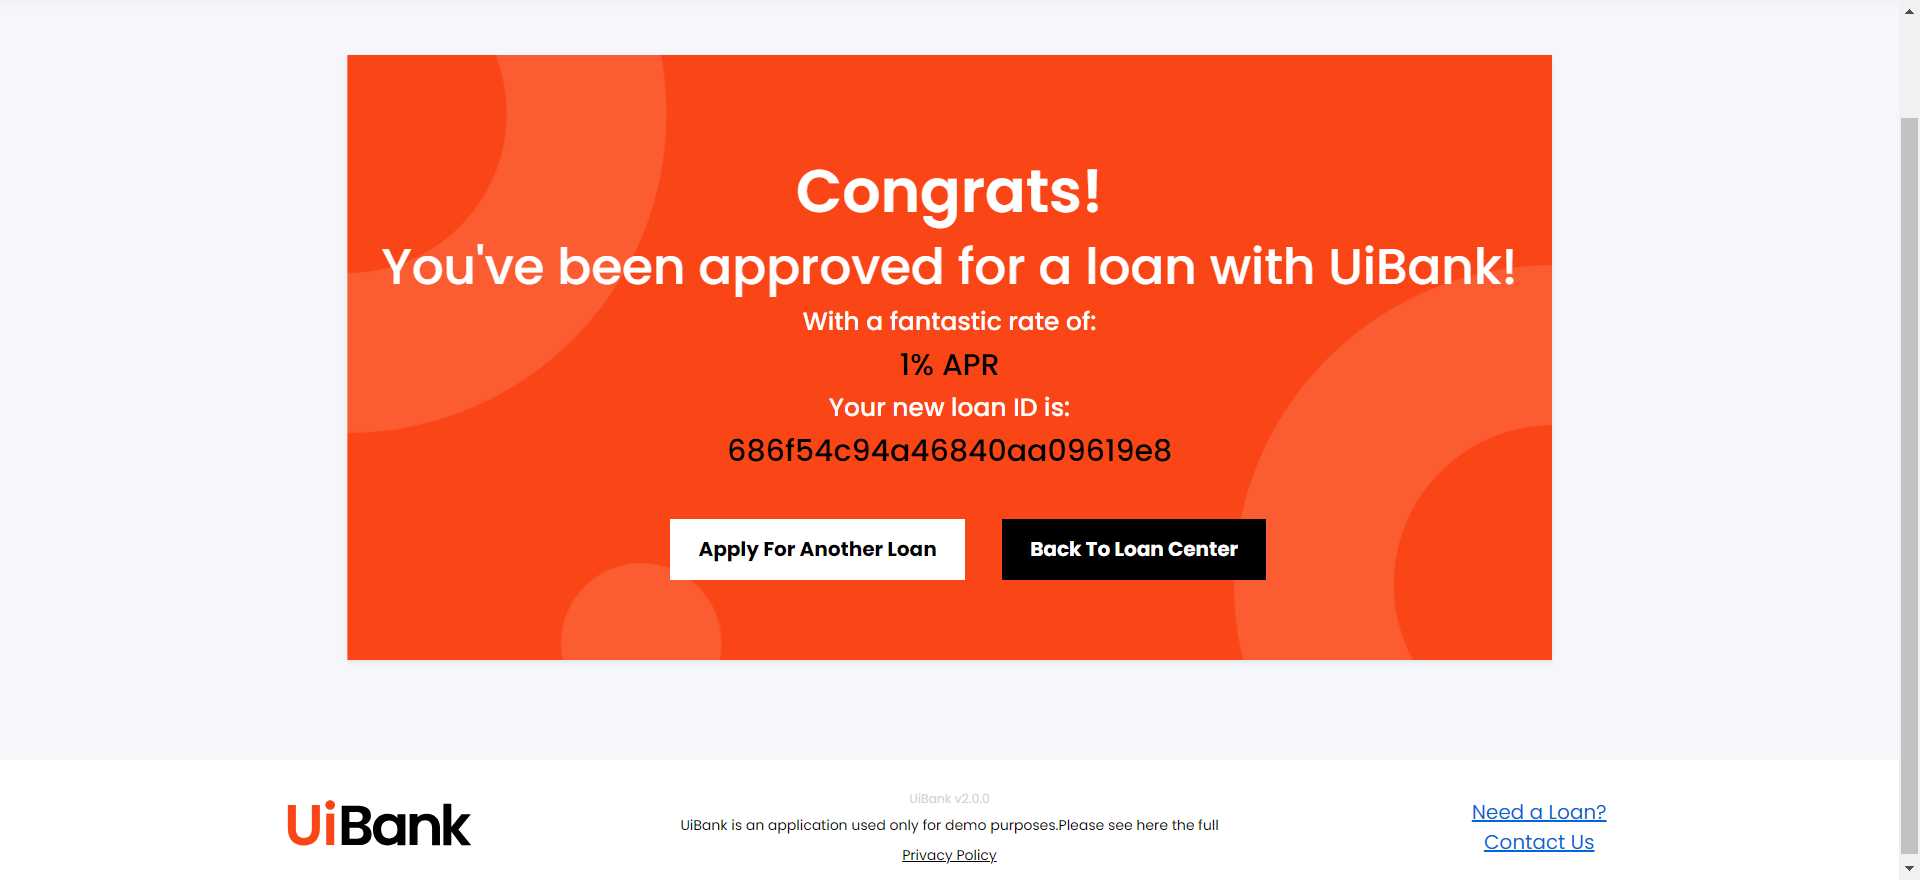 Congrats!
You've been approved for a loan with UiBank!
With a fantastic rate of:
1% APR
Your new loan ID is:
686f54c94a46840aa09619e8
Apply For Another Loan
Back To Loan Center
UiBank
UiBank v2.0.0
UiBank is an application used only for demo purposes.Please see here the full
Privacy Policy
Need a Loan?
Contact Us